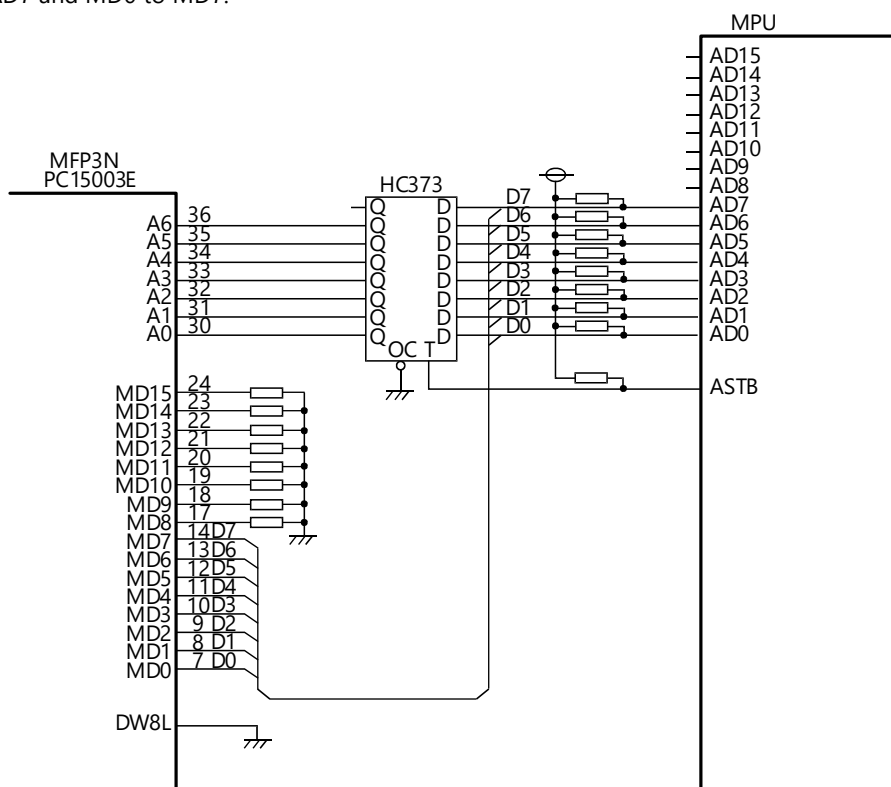 AD7 and MD0 to MD7.
MPU
AD15
AD14
AD13
AD12
AD11
AD10
AD9
AD8
AD7
AD6
AD5
AD4
AD3
AD2
AD1
AD0
ASTB
MFP3N
PC15003E
HC373
Q D D7
A6 36 Q D D6
A5 35 Q D D5
A4 34 Q D D4
A3 33 Q D D3
A2 32 Q D D2
A1 31 Q D D1
A0 30 Q D D0
OC T
MD15 24
MD14 23
MD13 22
MD12 21
MD11 20
MD10 19
MD9 18
MD8 17
MD7 14 D7
MD6 13 D6
MD5 12 D5
MD4 11 D4
MD3 10 D3
MD2 9 D2
MD1 8 D1
MD0 7 D0
DW8L